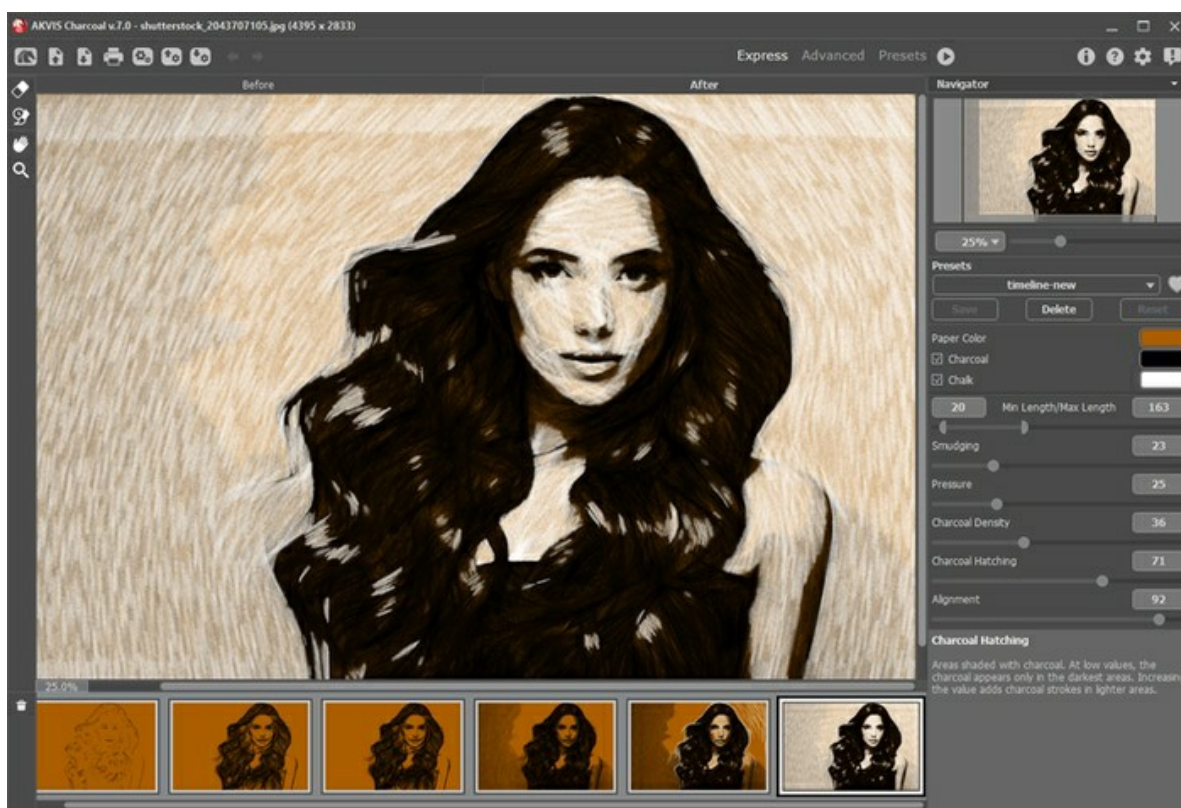 AKVIS Charcoal v.7.0 - shutterstock_2043707105.jpg (4395 x 2833)
Express Advanced Presets
Before After
Navigator
25%
Presets
timeline-new
Save Delete Reset
Paper Color
Charcoal
Chalk
20 Min Length/Max Length 163
Smudging 23
Pressure 25
Charcoal Density 36
Charcoal Hatching 71
Alignment 92
Charcoal Hatching
Areas shaded with charcoal. At low values, the
charcoal appears only in the darkest areas. Increasing
the value adds charcoal strokes in lighter areas.
25.0%